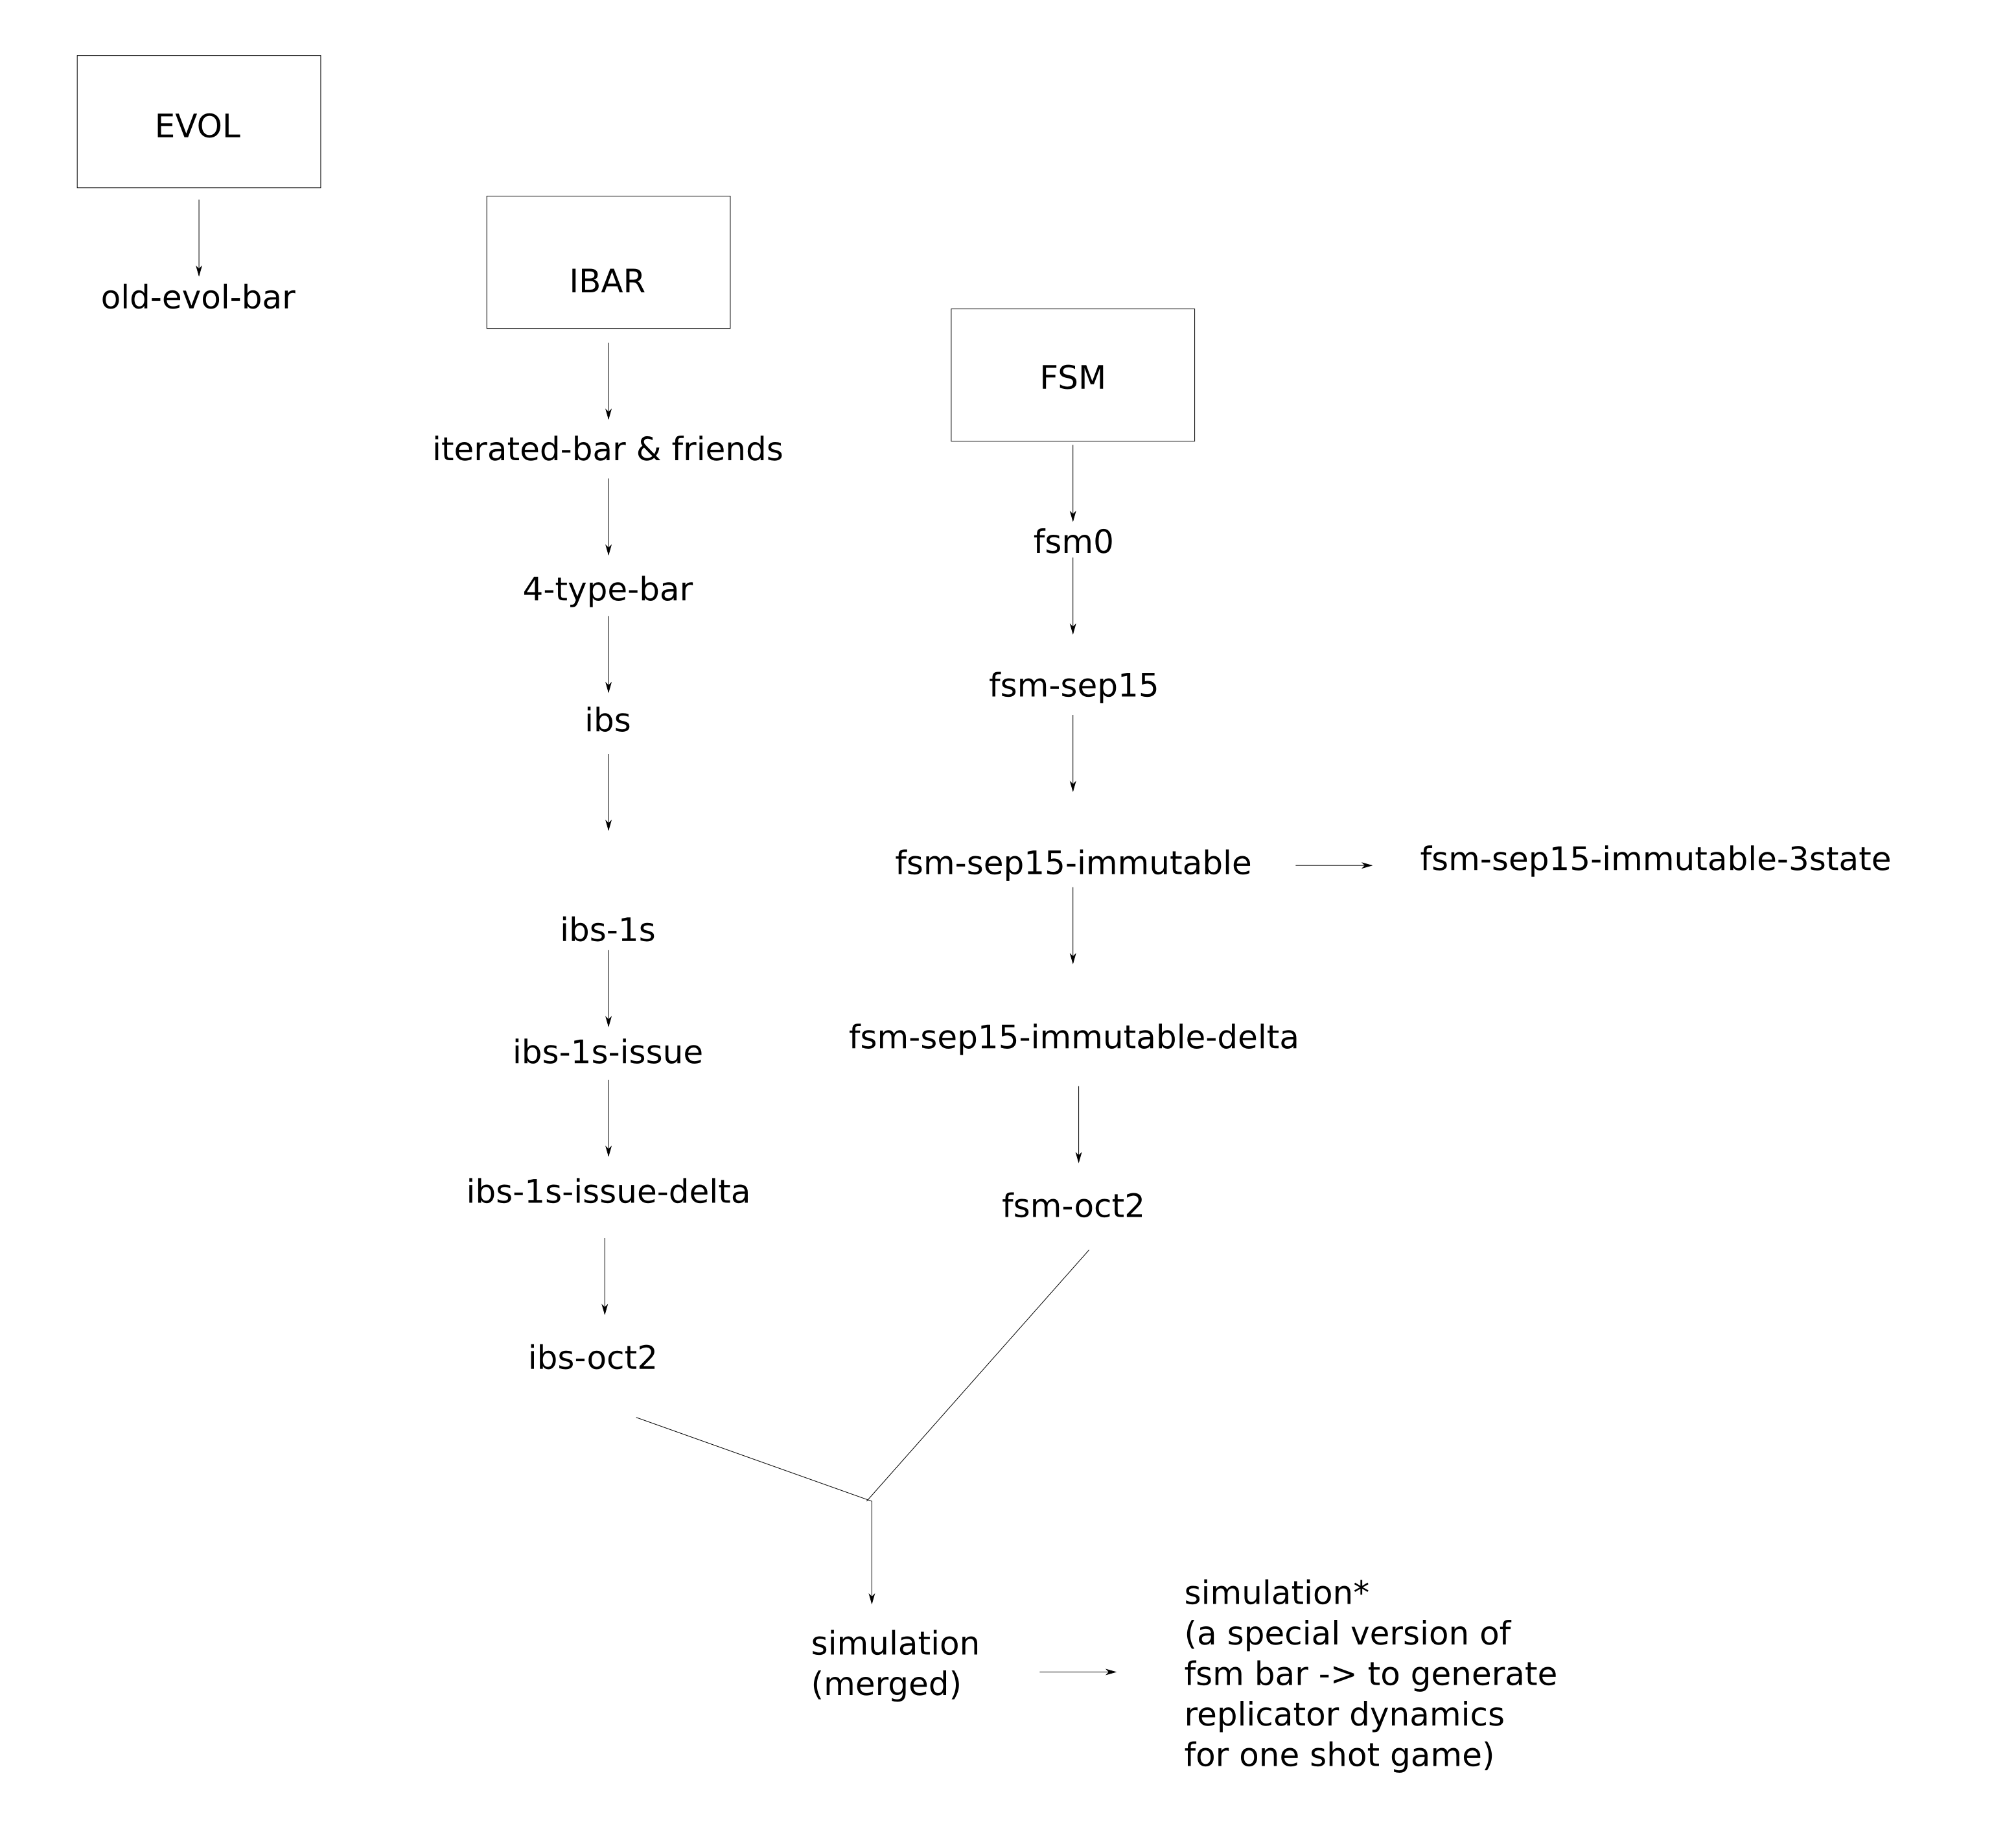 EVOL
old-evol-bar
IBAR
iterated-bar & friends
4-type-bar
ibs
ibs-1s
ibs-1s-issue
ibs-1s-issue-delta
ibs-oct2
FSM
fsm0
fsm-sep15
fsm-sep15-immutable
fsm-sep15-immutable-3state
fsm-sep15-immutable-delta
fsm-oct2
simulation
(merged)
simulation*
(a special version of
fsm bar -> to generate
replicator dynamics
for one shot game)